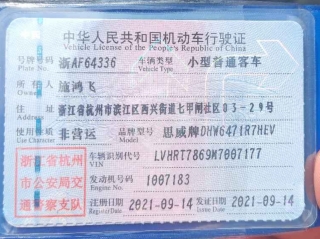 中华人民共和国机动车行驶证
Vehicle License of the People's Republic of China
号牌号码 浙AF64336 车辆类型 小型普通客车
Plate No. Vehicle Type
所有人 施鸿飞
Owner
住址 浙江省杭州市滨江区西兴街道七甲闸社区03-29号
Address
使用性质 非营运 品牌型号 思威牌DHW6471R7HEV
Use Character Model
浙江省杭州市公安局交通警察支队
车辆识别代号 LVHRT7869M7007177
VIN
发动机号码 1007183
Engine No.
注册日期 2021-09-14 发证日期 2021-09-14
Register Date Issue Date